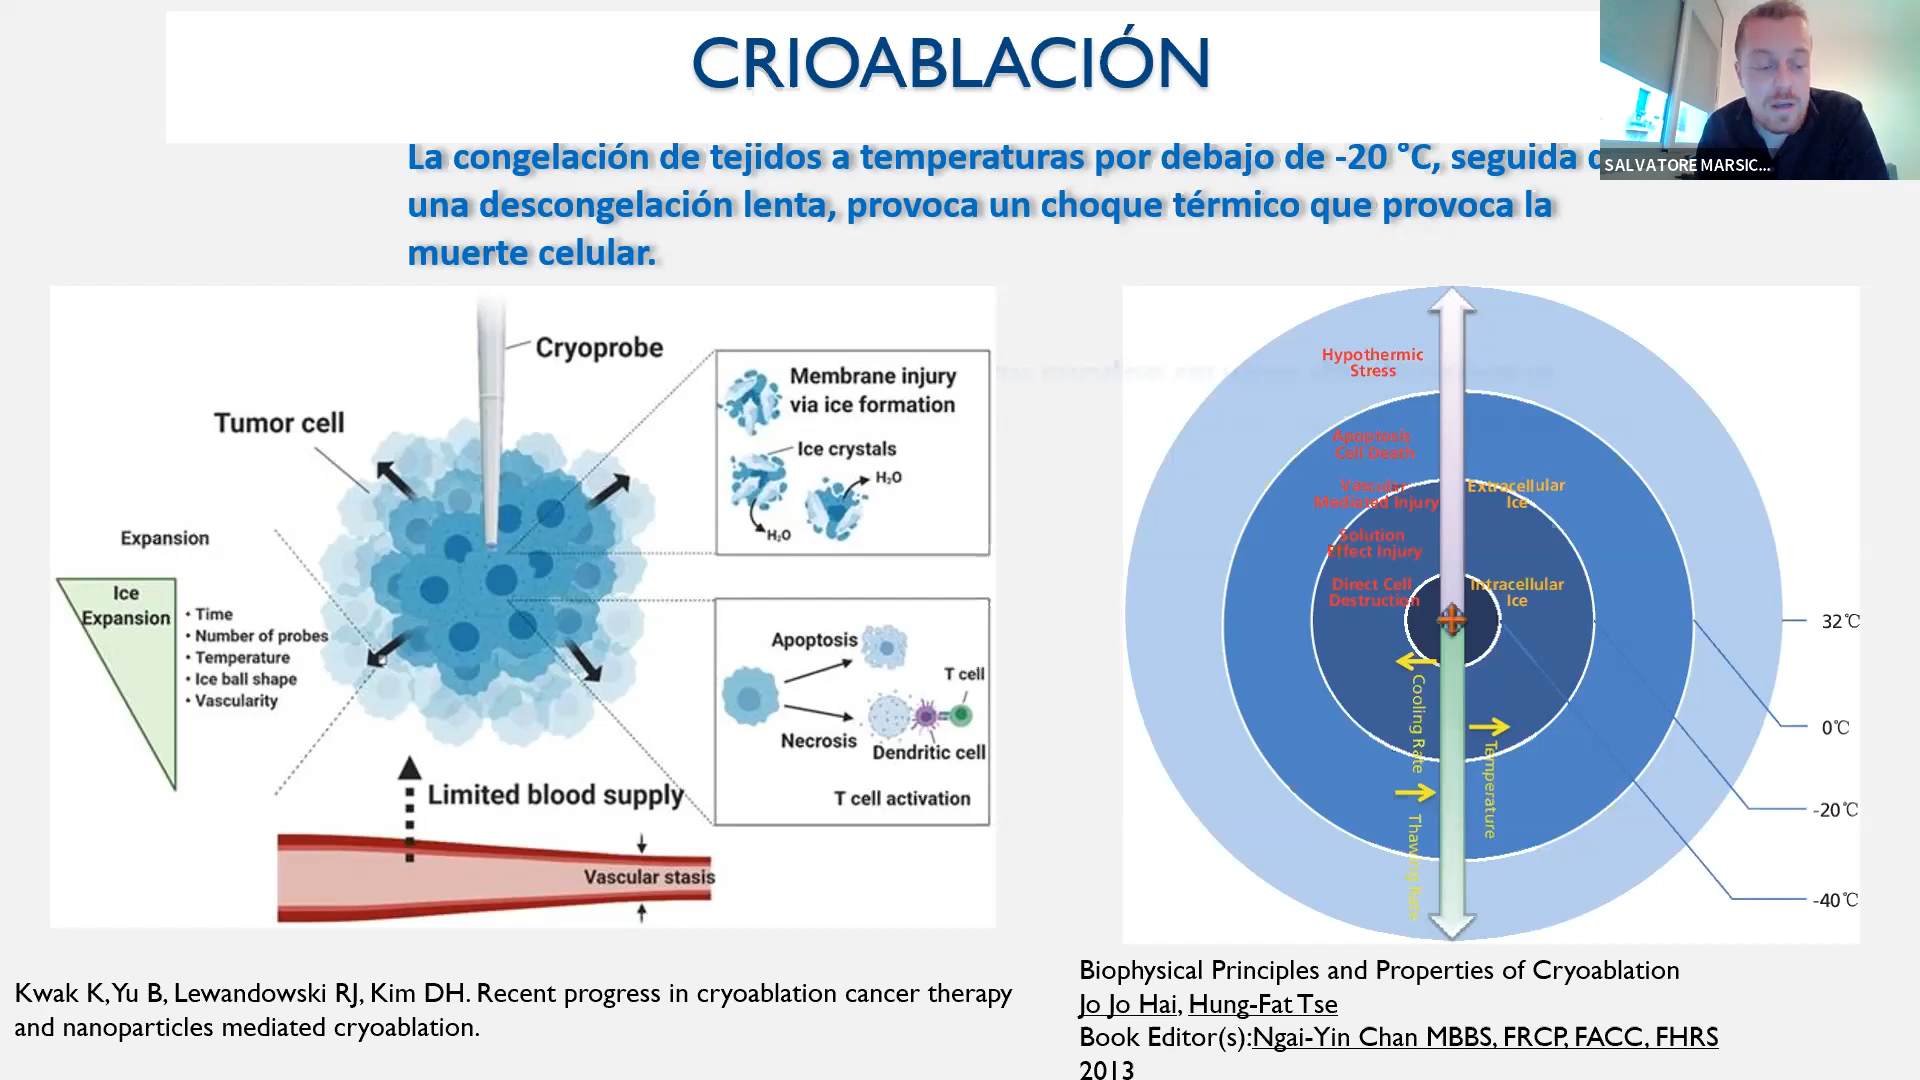 CRIOABLACIÓN
SALVATORE MARSIC...
La congelación de tejidos a temperaturas por debajo de -20 °C, seguida
una descongelación lenta, provoca un choque térmico que provoca la
muerte celular.
Cryoprobe
Tumor cell
Membrane injury
via ice formation
Ice crystals
H₂O
H₂O
Expansion
Ice
Expansion
• Time
• Number of probes
• Temperature
• Ice ball shape
• Vascularity
Apoptosis
T cell
Necrosis
Dendritic cell
T cell activation
Limited blood supply
Vascular stasis
Hypothermic
Stress
Apoptosis
Cell Death
Vascular
Mediated Injury
Extracellular
Ice
Solution
Effect Injury
Direct Cell
Destruction
Intracellular
Ice
Cooling Rate
Temperature
Thawing Rate
32℃
0℃
-20℃
-40℃
Kwak K, Yu B, Lewandowski RJ, Kim DH. Recent progress in cryoablation cancer therapy
and nanoparticles mediated cryoablation.
Biophysical Principles and Properties of Cryoablation
Jo Jo Hai, Hung-Fat Tse
Book Editor(s):Ngai-Yin Chan MBBS, FRCP, FACC, FHRS
2013